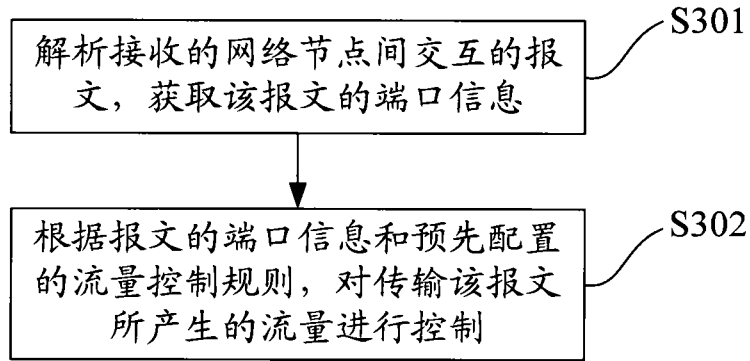 S301
解析接收的网络节点间交互的报
文，获取该报文的端口信息
S302
根据报文的端口信息和预先配置
的流量控制规则，对传输该报文
所产生的流量进行控制